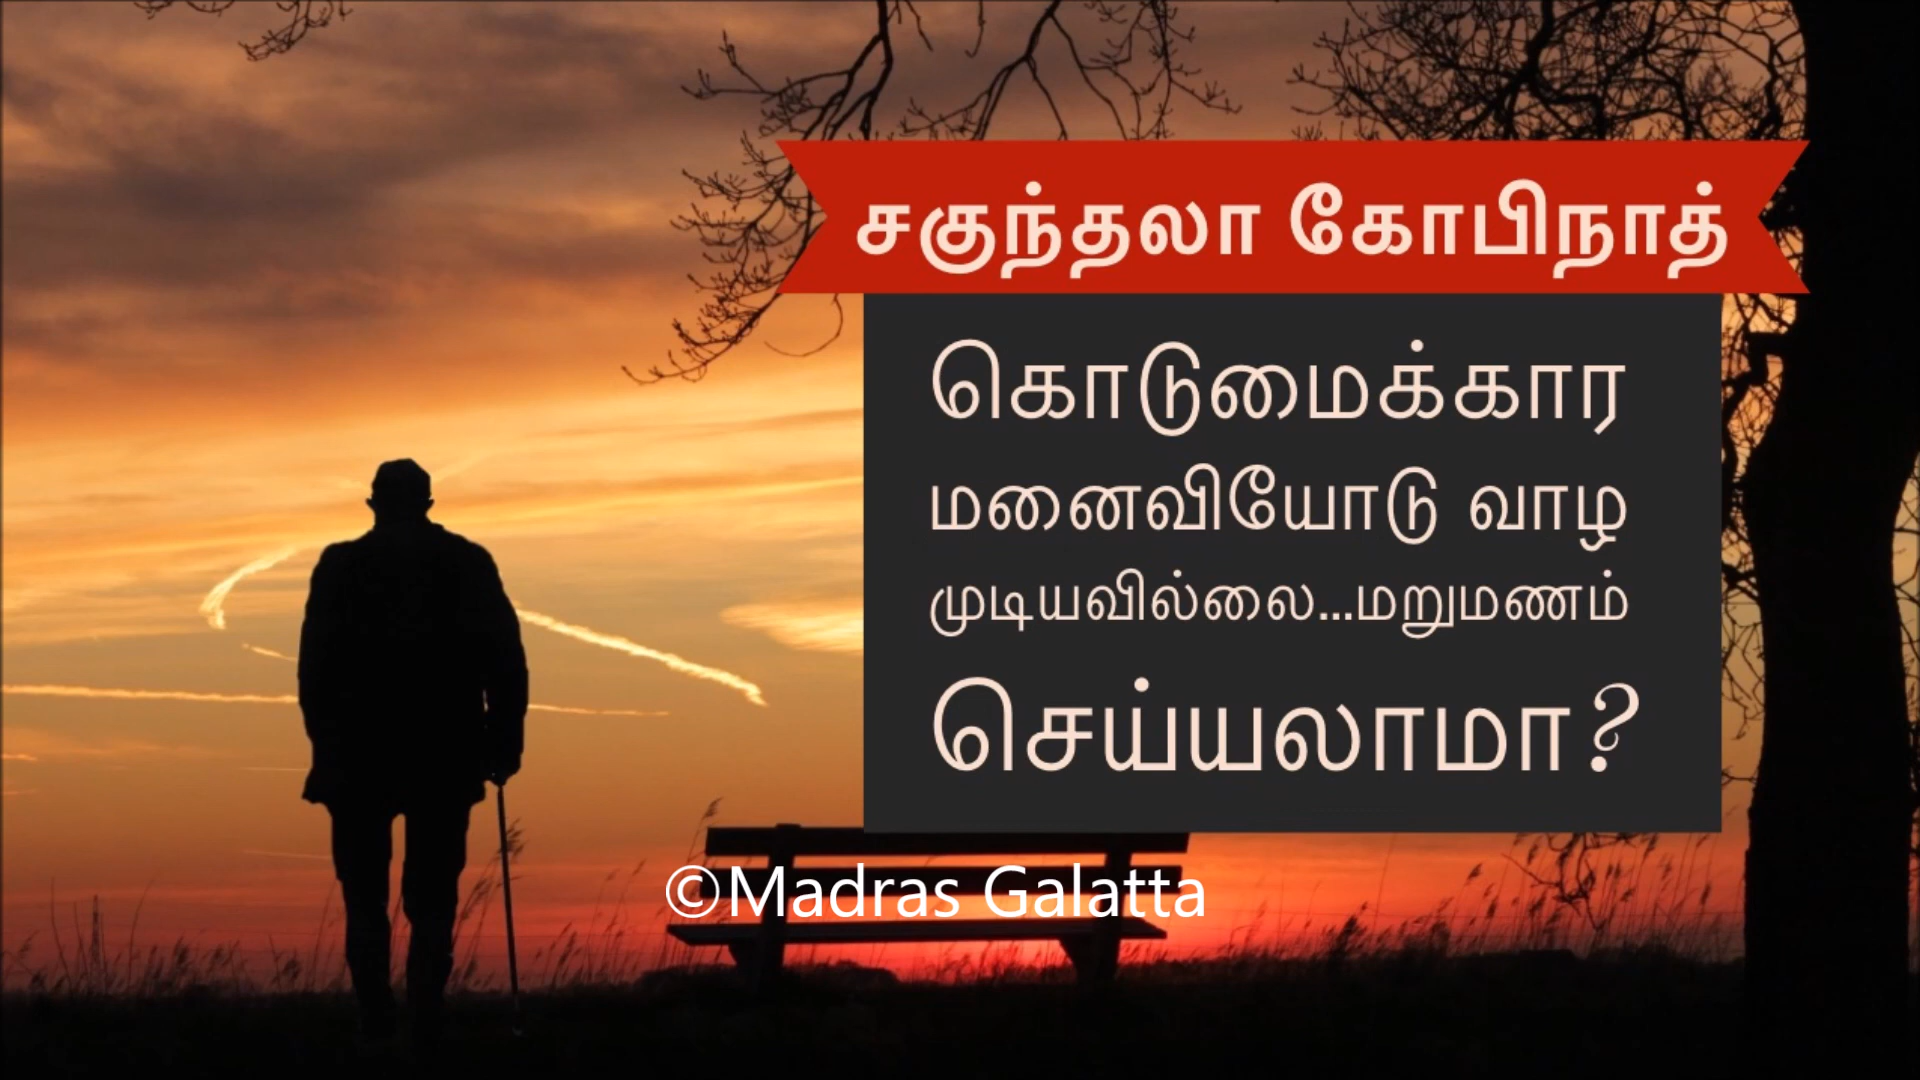 சகுந்தலா கோபிநாத்
கொடுமைக்கார
மனைவியோடு வாழ
முடியவில்லை...மறுமணம்
செய்யலாமா?
©Madras Galatta